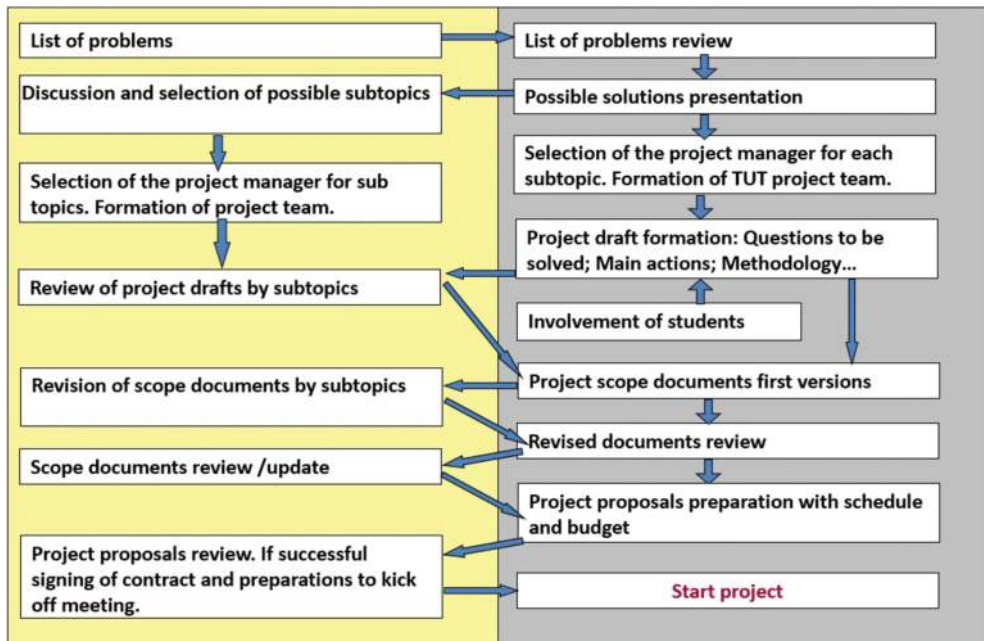 List of problems
List of problems review
Discussion and selection of possible subtopics
Possible solutions presentation
Selection of the project manager for sub
topics. Formation of project team.
Selection of the project manager for each
subtopic. Formation of TUT project team.
Project draft formation: Questions to be
solved; Main actions; Methodology...
Review of project drafts by subtopics
Involvement of students
Revision of scope documents by subtopics
Project scope documents first versions
Revised documents review
Scope documents review /update
Project proposals preparation with schedule
and budget
Project proposals review. If successful
signing of contract and preparations to kick
off meeting.
Start project